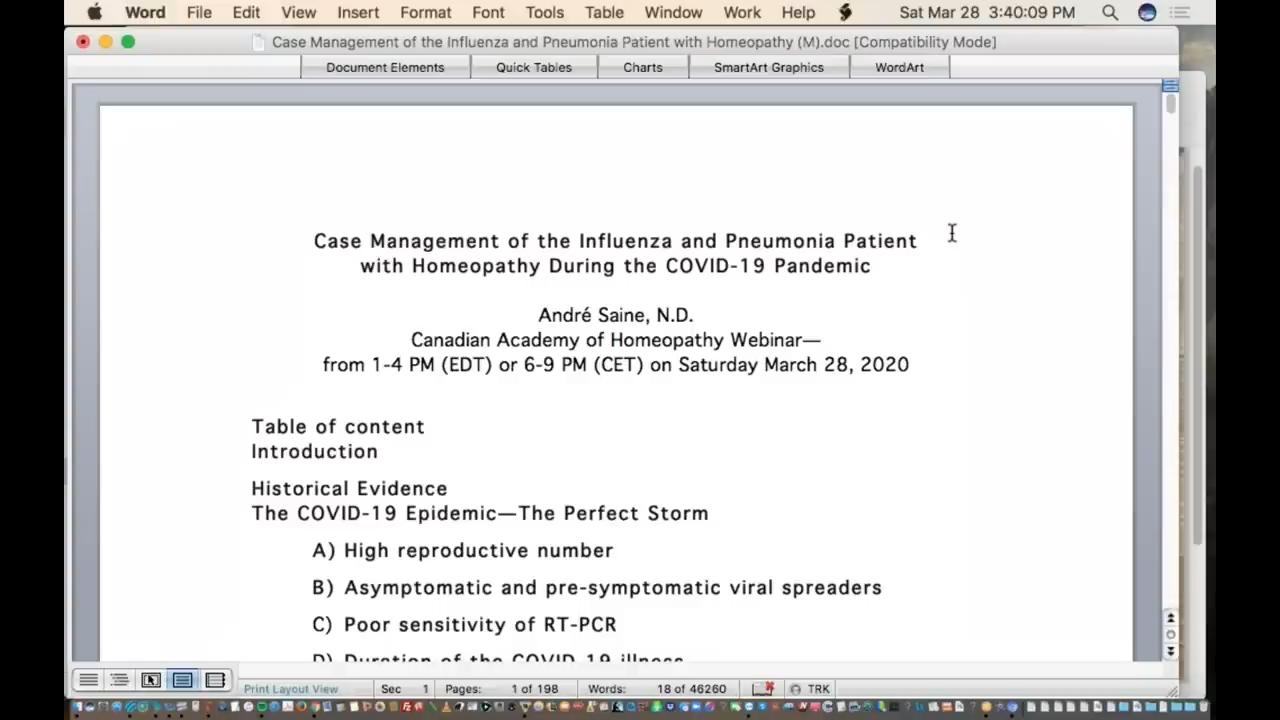 Word File Edit View Insert Format Font Tools Table Window Work Help Sat Mar 28 3:40:09 PM
Case Management of the Influenza and Pneumonia Patient with Homeopathy (M).doc [Compatibility Mode]
Document Elements Quick Tables Charts SmartArt Graphics WordArt
Case Management of the Influenza and Pneumonia Patient
with Homeopathy During the COVID-19 Pandemic
André Saine, N.D.
Canadian Academy of Homeopathy Webinar—
from 1-4 PM (EDT) or 6-9 PM (CET) on Saturday March 28, 2020
Table of content
Introduction
Historical Evidence
The COVID-19 Epidemic—The Perfect Storm
A) High reproductive number
B) Asymptomatic and pre-symptomatic viral spreaders
C) Poor sensitivity of RT-PCR
D) Duration of the COVID-19 illness
Print Layout View Sec 1 Pages: 1 of 198 Words: 18 of 46260 TRK